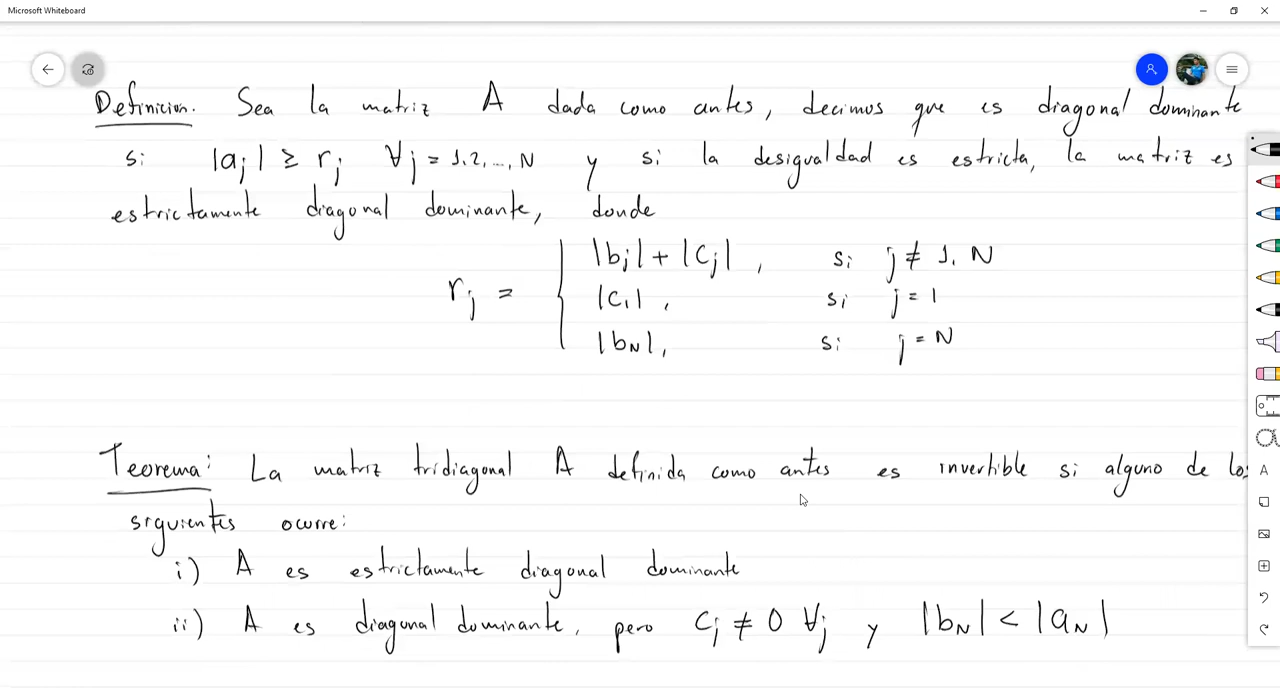 Microsoft Whiteboard
Definicion. Sea la matriz A dada como antes, decimos que es diagonal dominante
si |aj| ≥ rj ∀j = 1,2,...,N y si la desigualdad es estricta, la matriz es
estrictamente diagonal dominante, donde
|bj| + |cj|, si j ≠ 1, N
rj = { |c1|, si j = 1
|bN|, si j = N
Teorema: La matriz tridiagonal A definida como antes es invertible si alguno de los
siguientes ocurre:
i) A es estrictamente diagonal dominante
ii) A es diagonal dominante, pero cj ≠ 0 ∀j y |bN| < |aN|
A